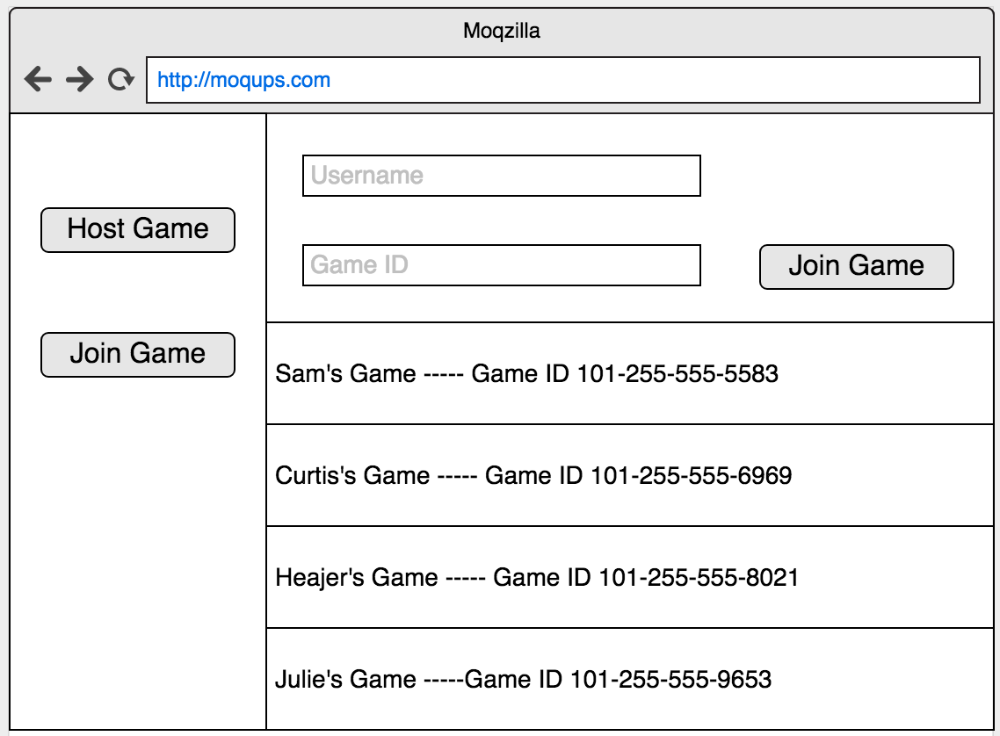 Moqzilla
http://moqups.com
Host Game
Join Game
Username
Game ID
Join Game
Sam's Game ----- Game ID 101-255-555-5583
Curtis's Game ----- Game ID 101-255-555-6969
Heajer's Game ----- Game ID 101-255-555-8021
Julie's Game -----Game ID 101-255-555-9653